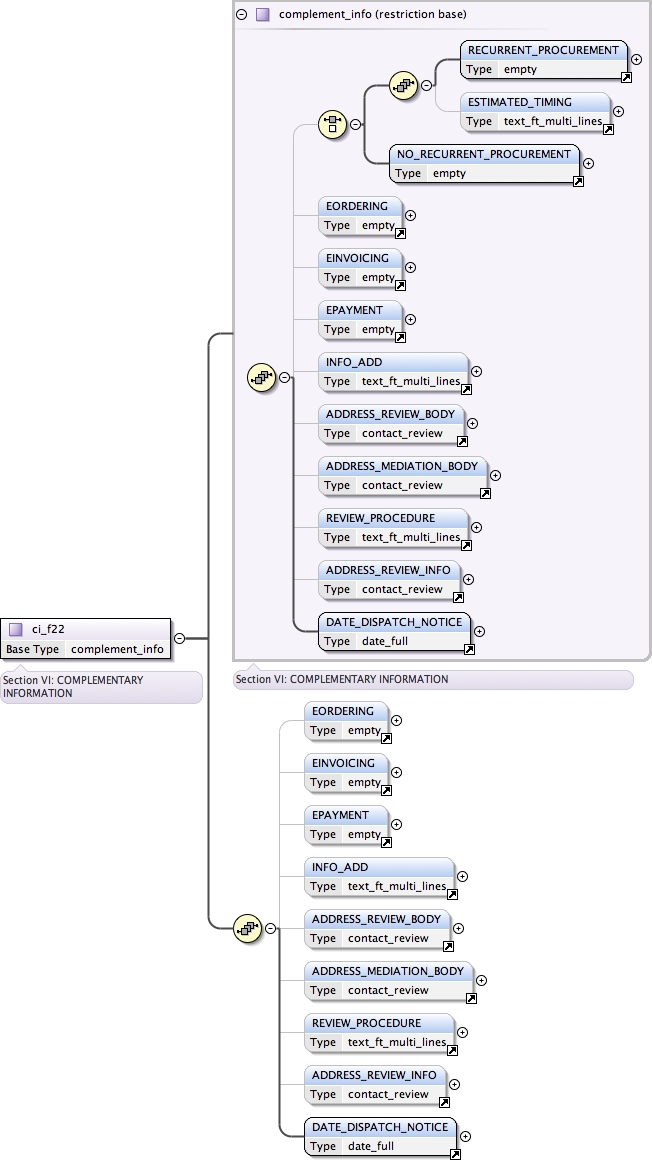 complement_info (restriction base)
RECURRENT_PROCUREMENT
Type empty
ESTIMATED_TIMING
Type text_ft_multi_lines
NO_RECURRENT_PROCUREMENT
Type empty
EORDERING
Type empty
EINVOICING
Type empty
EPAYMENT
Type empty
INFO_ADD
Type text_ft_multi_lines
ADDRESS_REVIEW_BODY
Type contact_review
ADDRESS_MEDIATION_BODY
Type contact_review
REVIEW_PROCEDURE
Type text_ft_multi_lines
ADDRESS_REVIEW_INFO
Type contact_review
DATE_DISPATCH_NOTICE
Type date_full
ci_f22
Base Type complement_info
Section VI: COMPLEMENTARY
INFORMATION
Section VI: COMPLEMENTARY INFORMATION
EORDERING
Type empty
EINVOICING
Type empty
EPAYMENT
Type empty
INFO_ADD
Type text_ft_multi_lines
ADDRESS_REVIEW_BODY
Type contact_review
ADDRESS_MEDIATION_BODY
Type contact_review
REVIEW_PROCEDURE
Type text_ft_multi_lines
ADDRESS_REVIEW_INFO
Type contact_review
DATE_DISPATCH_NOTICE
Type date_full